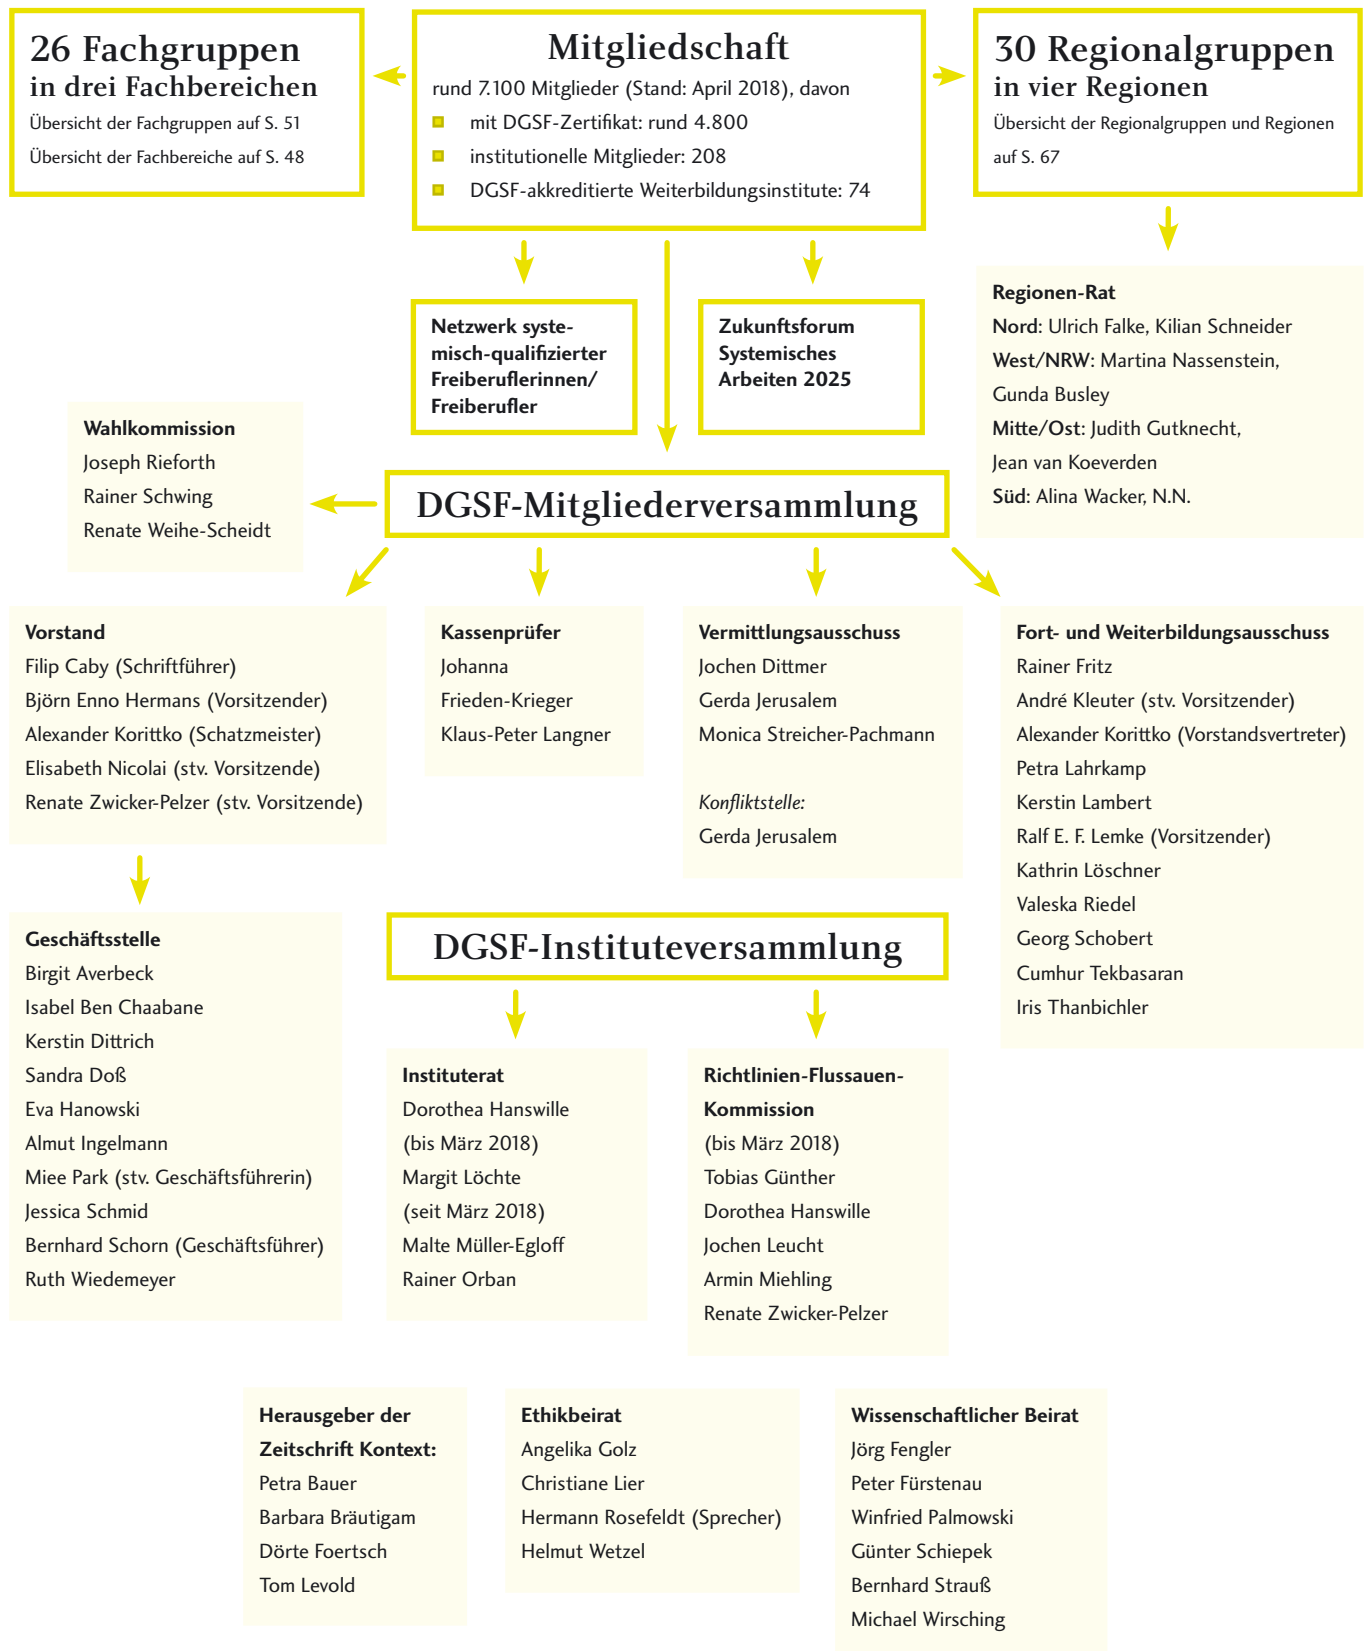 26 Fachgruppen
in drei Fachbereichen
Übersicht der Fachgruppen auf S. 51
Übersicht der Fachbereiche auf S. 48
Mitgliedschaft
rund 7.100 Mitglieder (Stand: April 2018), davon
mit DGSF-Zertifikat: rund 4.800
institutionelle Mitglieder: 208
DGSF-akkreditierte Weiterbildungsinstitute: 74
30 Regionalgruppen
in vier Regionen
Übersicht der Regionalgruppen und Regionen
auf S. 67
Netzwerk syste-
misch-qualifizierter
Freiberuflerinnen/
Freiberufler
Zukunftsforum
Systemisches
Arbeiten 2025
Regionen-Rat
Nord: Ulrich Falke, Kilian Schneider
West/NRW: Martina Nassenstein,
Gunda Busley
Mitte/Ost: Judith Gutknecht,
Jean van Koeverden
Süd: Alina Wacker, N.N.
Wahlkommission
Joseph Rieforth
Rainer Schwing
Renate Weihe-Scheidt
DGSF-Mitgliederversammlung
Vorstand
Filip Caby (Schriftführer)
Björn Enno Hermans (Vorsitzender)
Alexander Korittko (Schatzmeister)
Elisabeth Nicolai (stv. Vorsitzende)
Renate Zwicker-Pelzer (stv. Vorsitzende)
Kassenprüfer
Johanna
Frieden-Krieger
Klaus-Peter Langner
Vermittlungsausschuss
Jochen Dittmer
Gerda Jerusalem
Monica Streicher-Pachmann
Konfliktstelle:
Gerda Jerusalem
Fort- und Weiterbildungsausschuss
Rainer Fritz
André Kleuter (stv. Vorsitzender)
Alexander Korittko (Vorstandsvertreter)
Petra Lahrkamp
Kerstin Lambert
Ralf E. F. Lemke (Vorsitzender)
Kathrin Löschner
Valeska Riedel
Georg Schobert
Cumhur Tekbasaran
Iris Thanbichler
Geschäftsstelle
Birgit Averbeck
Isabel Ben Chaabane
Kerstin Dittrich
Sandra Doß
Eva Hanowski
Almut Ingelmann
Miee Park (stv. Geschäftsführerin)
Jessica Schmid
Bernhard Schorn (Geschäftsführer)
Ruth Wiedemeyer
DGSF-Instituteversammlung
Instituterat
Dorothea Hanswille
(bis März 2018)
Margit Löchte
(seit März 2018)
Malte Müller-Egloff
Rainer Orban
Richtlinien-Flussauen-
Kommission
(bis März 2018)
Tobias Günther
Dorothea Hanswille
Jochen Leucht
Armin Miehling
Renate Zwicker-Pelzer
Herausgeber der
Zeitschrift Kontext:
Petra Bauer
Barbara Bräutigam
Dörte Foertsch
Tom Levold
Ethikbeirat
Angelika Golz
Christiane Lier
Hermann Rosefeldt (Sprecher)
Helmut Wetzel
Wissenschaftlicher Beirat
Jörg Fengler
Peter Fürstenau
Winfried Palmowski
Günter Schiepek
Bernhard Strauß
Michael Wirsching